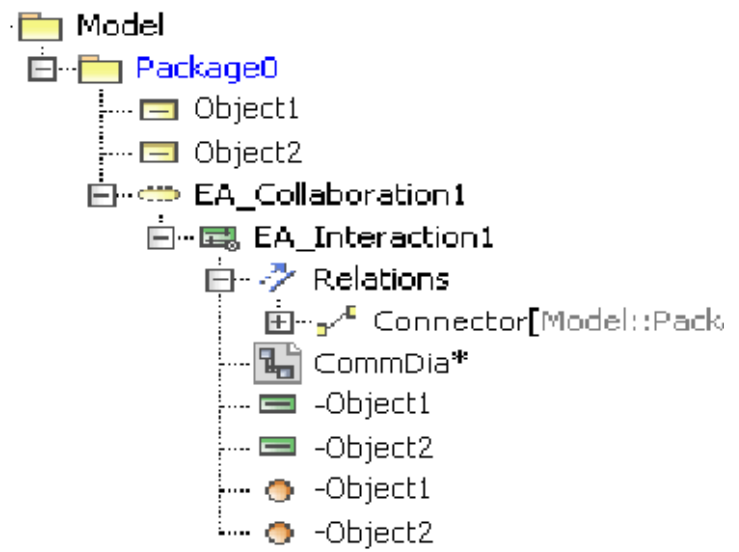 Model
Package0
Object1
Object2
EA_Collaboration1
EA_Interaction1
Relations
Connector[Model::Pack
CommDia*
-Object1
-Object2
-Object1
-Object2